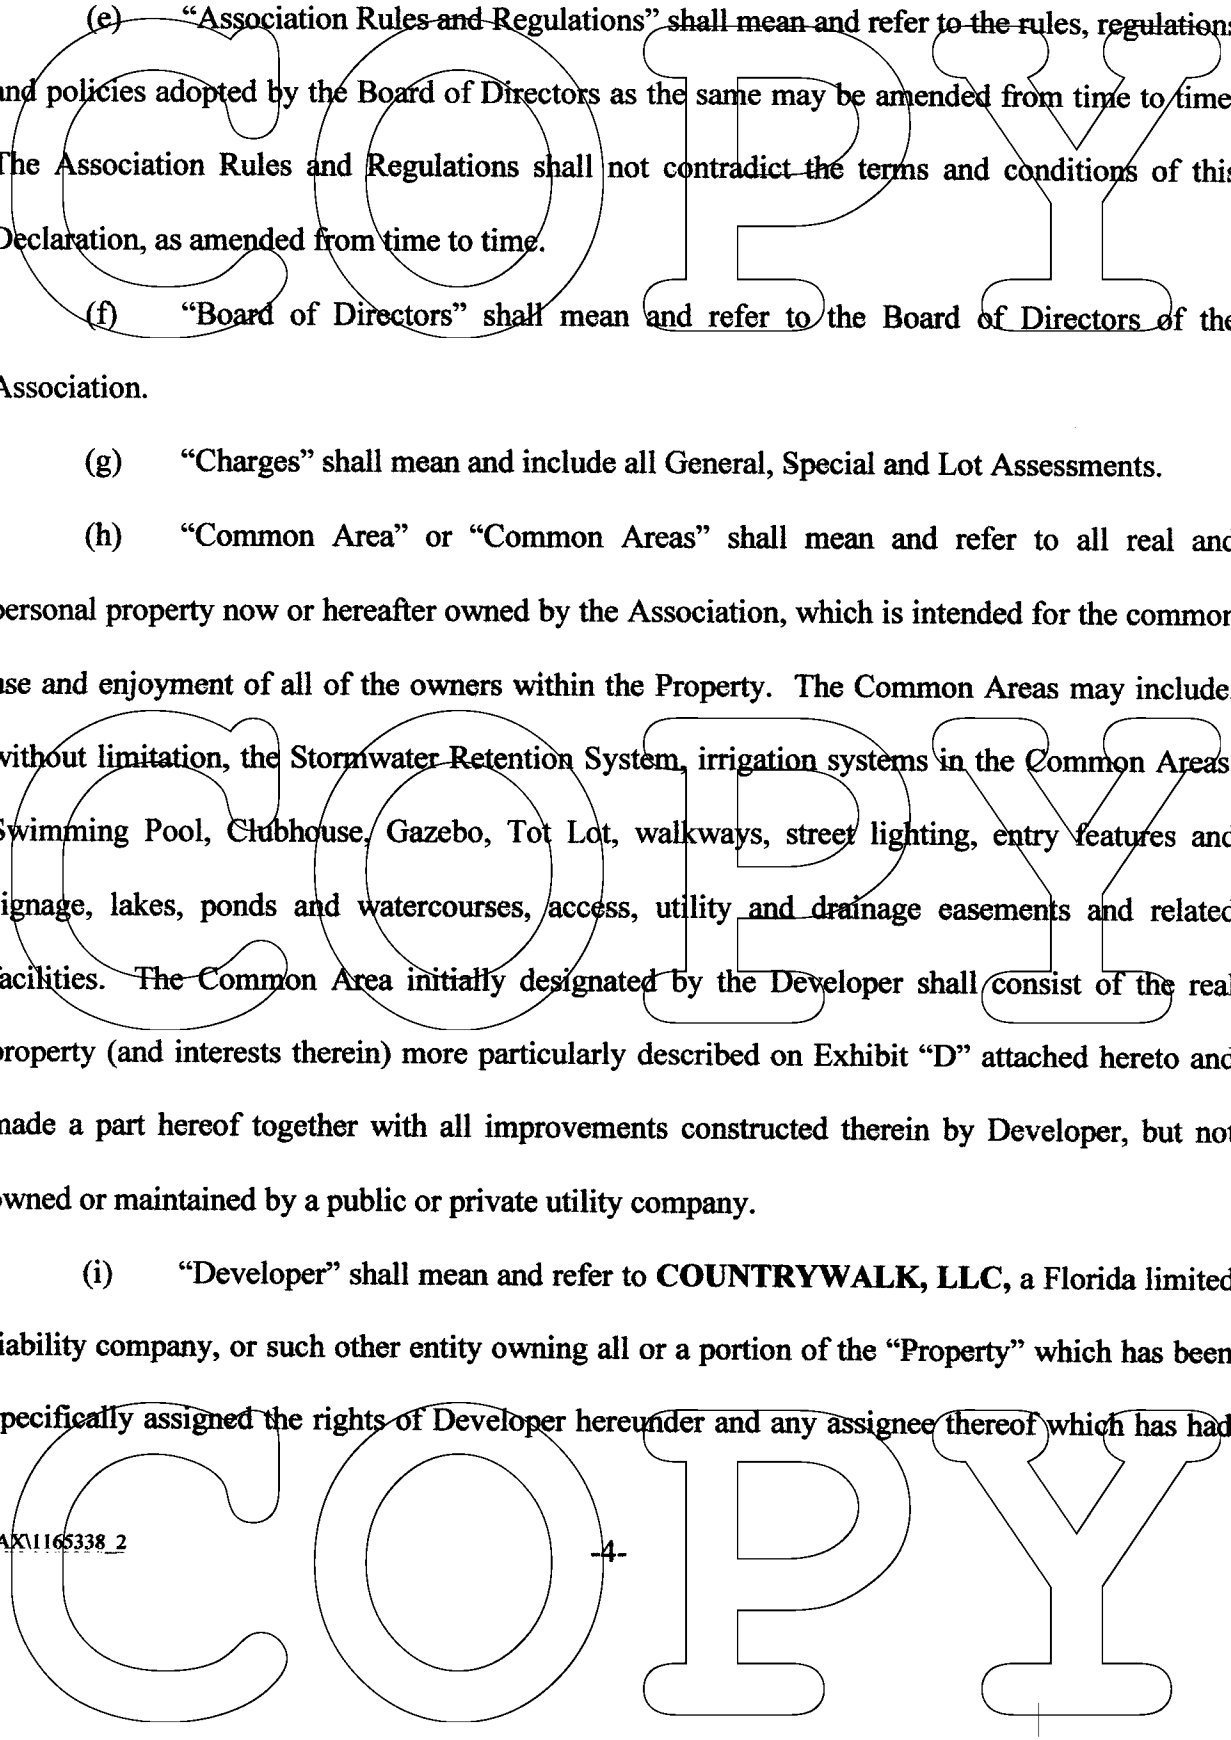 (e) “Association Rules and Regulations” shall mean and refer to the rules, regulations
and policies adopted by the Board of Directors as the same may be amended from time to time
The Association Rules and Regulations shall not contradict the terms and conditions of this
Declaration, as amended from time to time.
(f) “Board of Directors” shall mean and refer to the Board of Directors of the
Association.
(g) “Charges” shall mean and include all General, Special and Lot Assessments.
(h) “Common Area” or “Common Areas” shall mean and refer to all real and
personal property now or hereafter owned by the Association, which is intended for the common
use and enjoyment of all of the owners within the Property. The Common Areas may include,
without limitation, the Stormwater Retention System, irrigation systems in the Common Areas
Swimming Pool, Clubhouse, Gazebo, Tot Lot, walkways, street lighting, entry features and
signage, lakes, ponds and watercourses, access, utility and drainage easements and related
facilities. The Common Area initially designated by the Developer shall consist of the real
property (and interests therein) more particularly described on Exhibit “D” attached hereto and
made a part hereof together with all improvements constructed therein by Developer, but not
owned or maintained by a public or private utility company.
(i) “Developer” shall mean and refer to COUNTRYWALK, LLC, a Florida limited
liability company, or such other entity owning all or a portion of the “Property” which has been
specifically assigned the rights of Developer hereunder and any assignee thereof which has had
AX\1165338_2
-4-
COPY
COPY
COPY